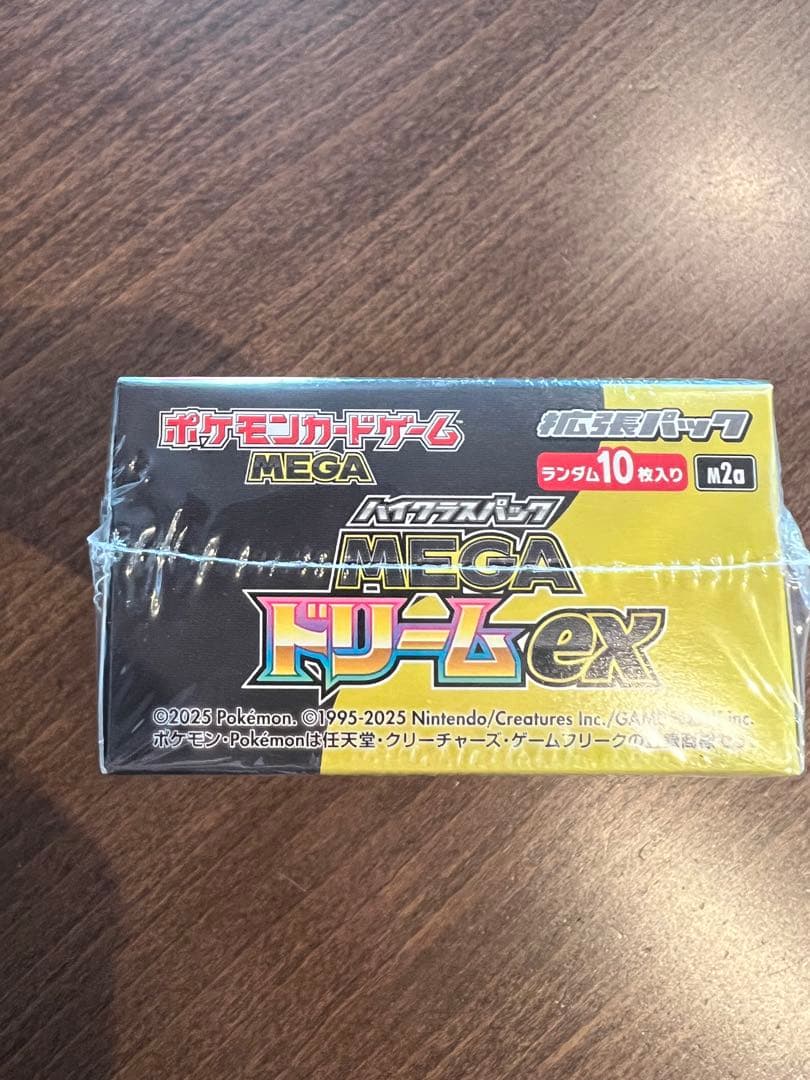 ポケモンカードゲーム™
MEGA
拡張パック
ランダム10枚入り
M2a
ハイクラスパック
MEGA
ドリームex
©2025 Pokémon. ©1995-2025 Nintendo/Creatures Inc./GAME FREAK inc.
ポケモン・Pokémonは任天堂・クリーチャーズ・ゲームフリークの登録商標です。